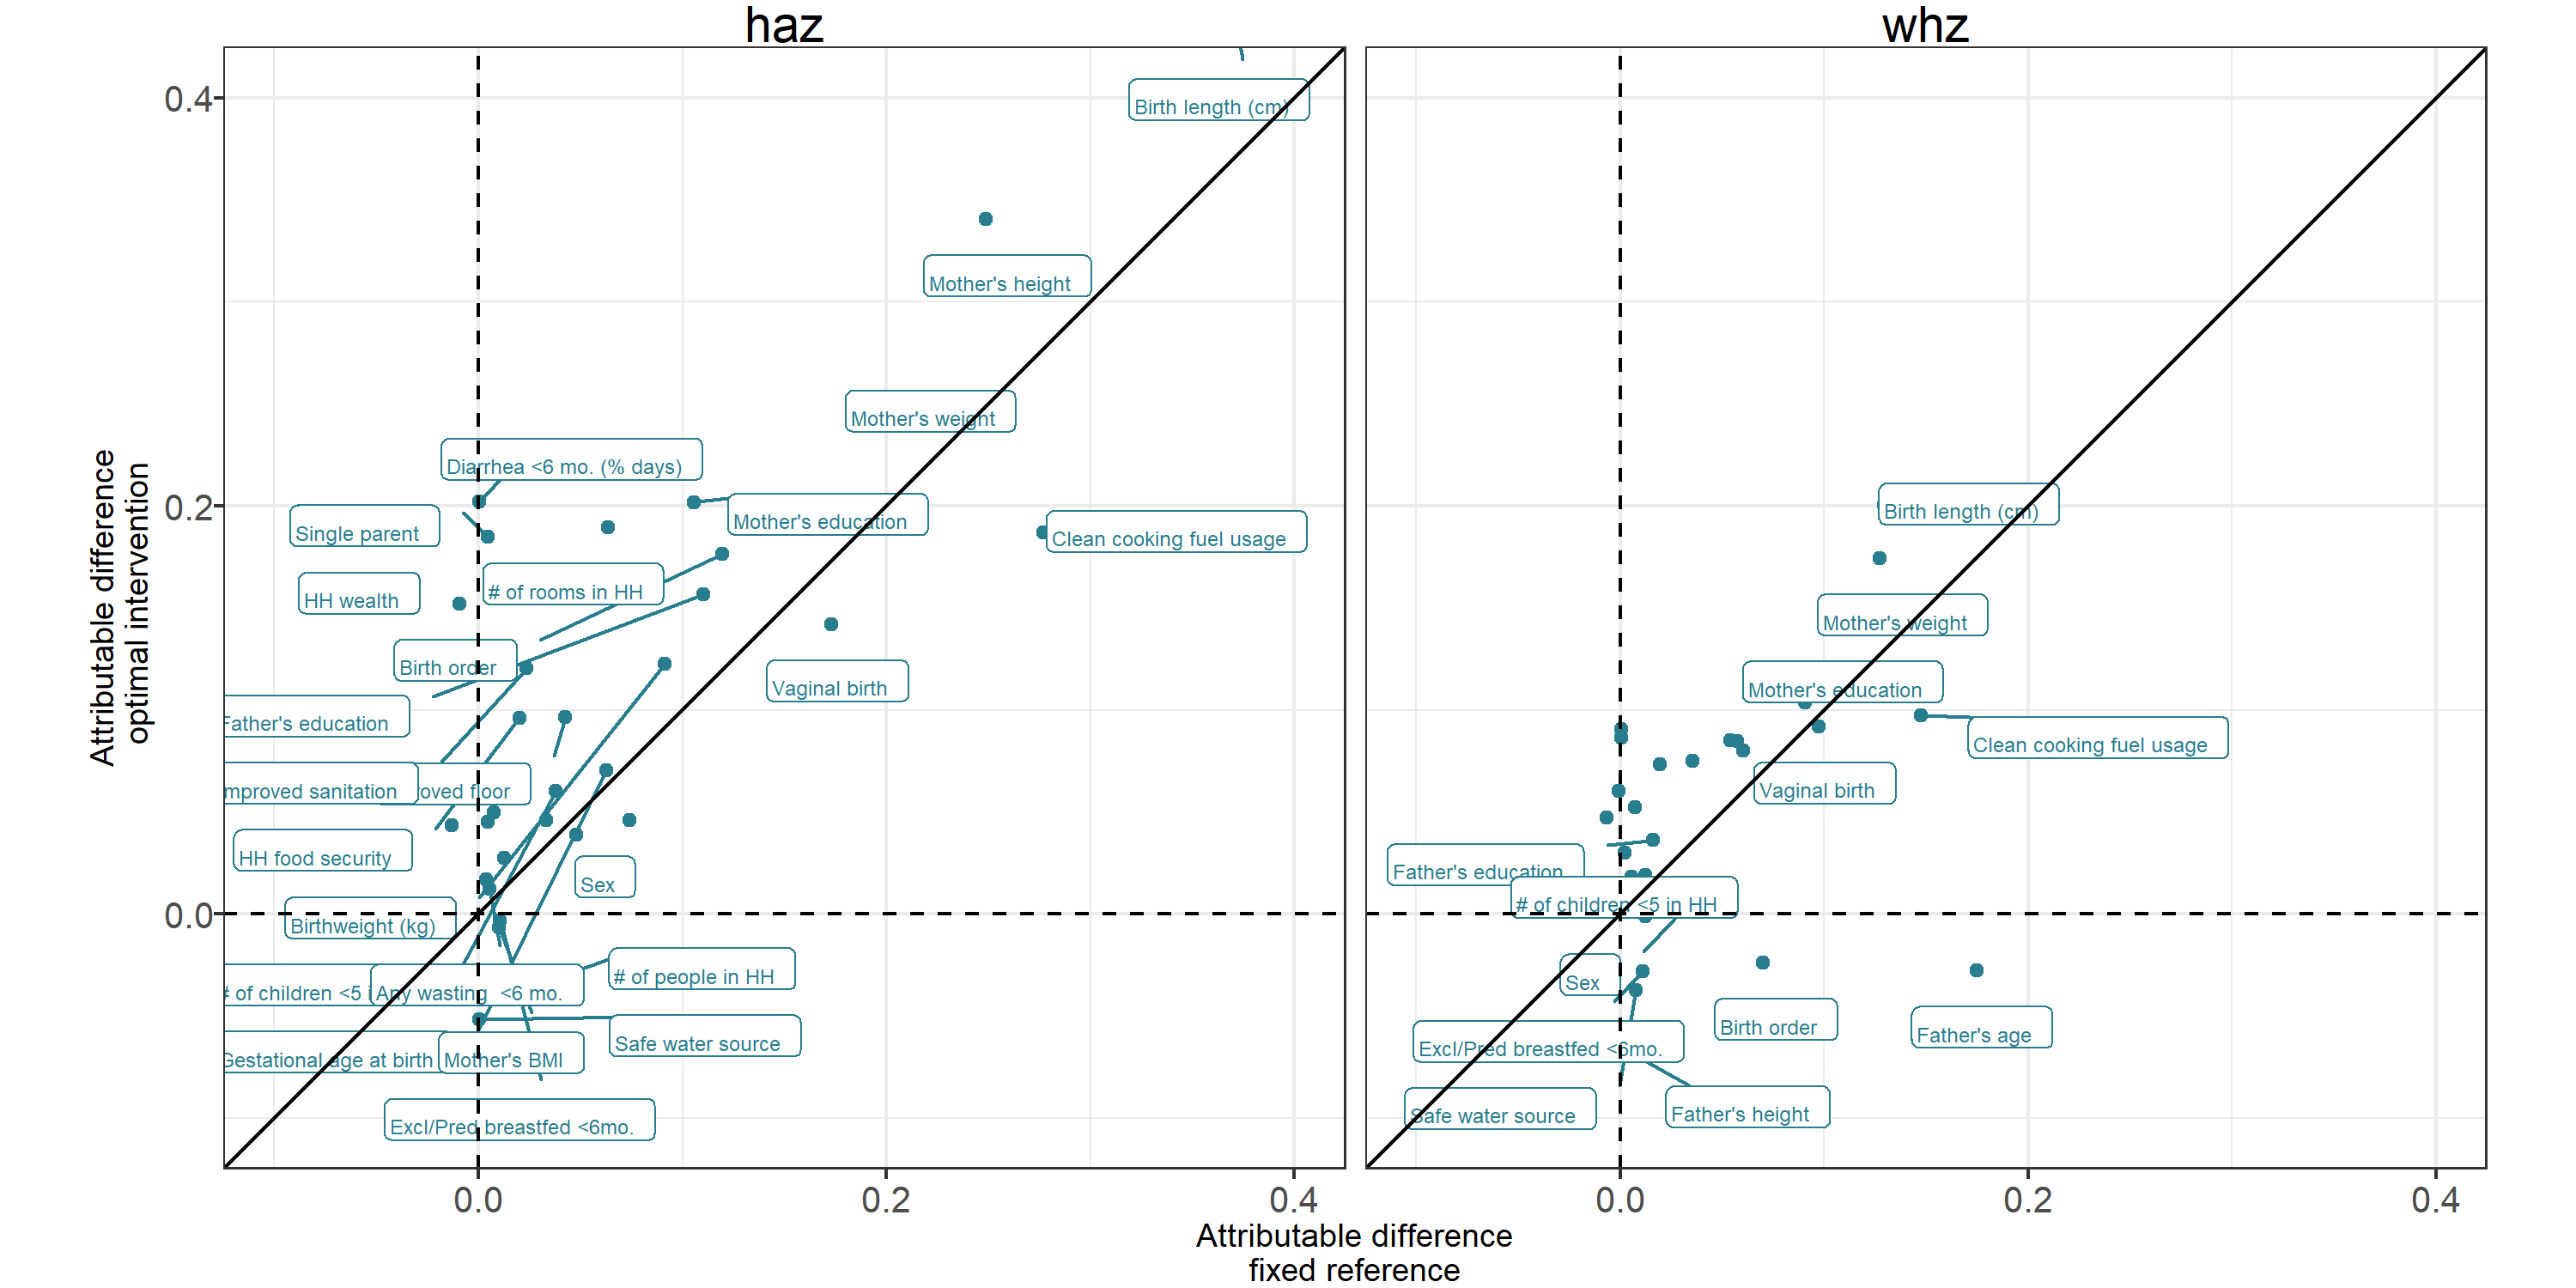 haz
whz
Attributable difference
optimal intervention
0.4
0.2
0.0
Birth length (cm)
Mother's height
Mother's weight
Diarrhea <6 mo. (% days)
Single parent
Mother's education
Clean cooking fuel usage
HH wealth
# of rooms in HH
Birth order
Vaginal birth
Father's education
mproved sanitation
oved floor
HH food security
Sex
Birthweight (kg)
# of children <5 i
Any wasting <6 mo.
# of people in HH
Gestational age at birth
Mother's BMI
Safe water source
Excl/Pred breastfed <6mo.
0.0
0.2
0.4
Birth length (cm)
Mother's weight
Mother's education
Clean cooking fuel usage
Vaginal birth
Father's education
# of children <5 in HH
Sex
Birth order
Father's age
Excl/Pred breastfed <6mo.
Safe water source
Father's height
0.0
0.2
0.4
Attributable difference
fixed reference